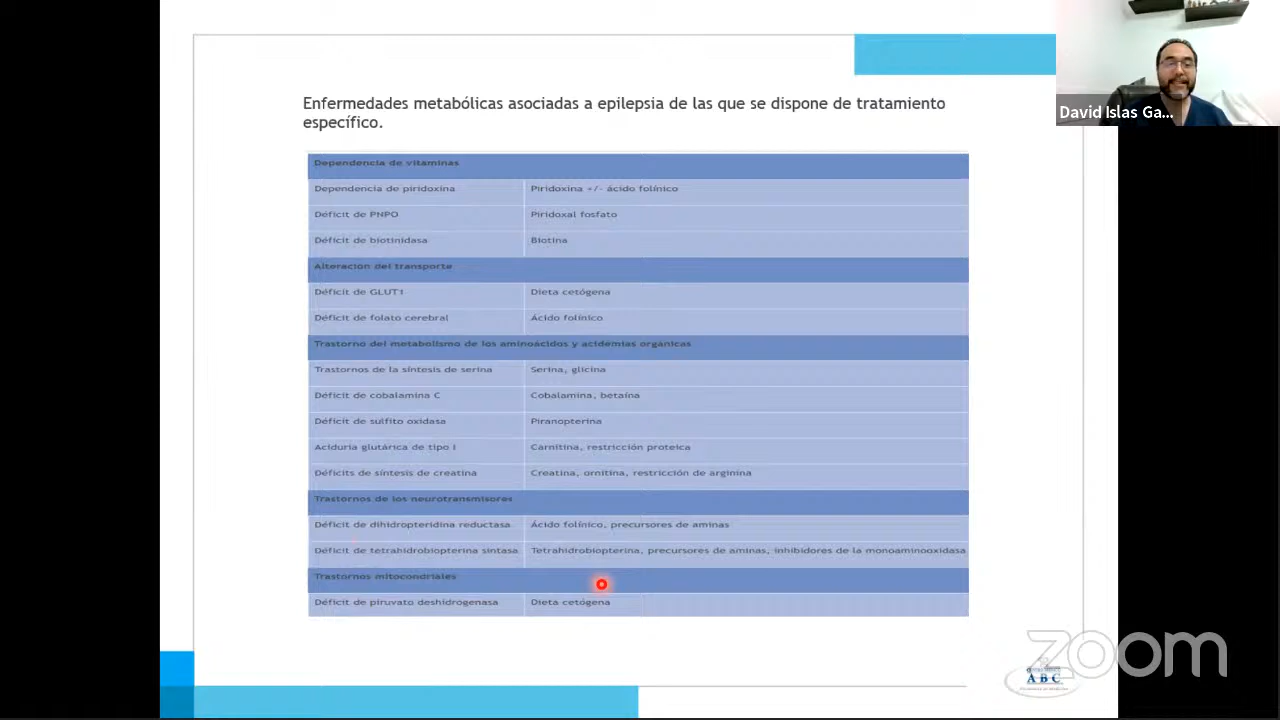 Enfermedades metabólicas asociadas a epilepsia de las que se dispone de tratamiento
específico.
David Islas Ga...
Dependencia de vitaminas
Dependencia de piridoxina Piridoxina +/- ácido folínico
Déficit de PNPO Piridoxal fosfato
Déficit de biotinidasa Biotina
Alteración del transporte
Déficit de GLUT1 Dieta cetógena
Déficit de folato cerebral Ácido folínico
Trastorno del metabolismo de los aminoácidos y acidemias orgánicas
Trastornos de la síntesis de serina Serina, glicina
Déficit de cobalamina C Cobalamina, betaína
Déficit de sulfito oxidasa Piranopterina
Aciduria glutárica de tipo I Carnitina, restricción proteica
Déficits de síntesis de creatina Creatina, ornitina, restricción de arginina
Trastornos de los neurotransmisores
Déficit de dihidropteridina reductasa Ácido folínico, precursores de aminas
Déficit de tetrahidrobiopterina sintasa Tetrahidrobiopterina, precursores de aminas, inhibidores de la monoaminooxidasa
Trastornos mitocondriales
Déficit de piruvato deshidrogenasa Dieta cetógena
zoom
ABC